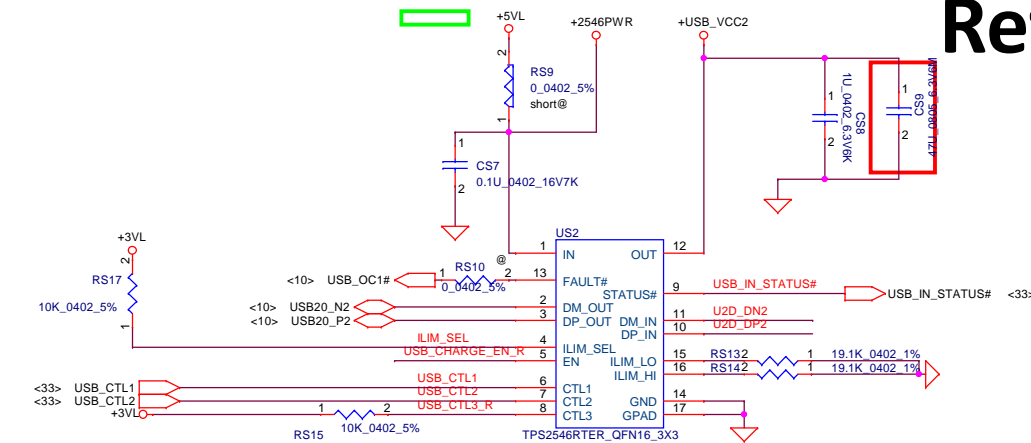 Re
+5VL
+2546PWR
+USB_VCC2
2
RS9
0_0402_5%
short@
1
1
CS7
2
0.1U_0402_16V7K
1
2
CS8
1U_0402_6.3V6K
1
2
CS9
47U_0805_6.3V6M
+3VL
2
RS17
10K_0402_5%
1
US2
1 IN OUT 12
@
<10> USB_OC1# 1 RS10 2 13 FAULT#
0_0402_5%
STATUS# 9 USB_IN_STATUS# USB_IN_STATUS# <33>
<10> USB20_N2 2 DM_OUT DM_IN 11 U2D_DN2
<10> USB20_P2 3 DP_OUT DP_IN 10 U2D_DP2
ILIM_SEL 4 ILIM_SEL
USB_CHARGE_EN_R 5 EN
ILIM_LO 15 RS13 2 1 19.1K_0402_1%
ILIM_HI 16 RS14 2 1 19.1K_0402_1%
<33> USB_CTL1 USB_CTL1 6 CTL1
<33> USB_CTL2 USB_CTL2 7 CTL2 GND 14
+3VL 1 2 USB_CTL3_R 8 CTL3 GPAD 17
RS15 10K_0402_5%
TPS2546RTER_QFN16_3X3